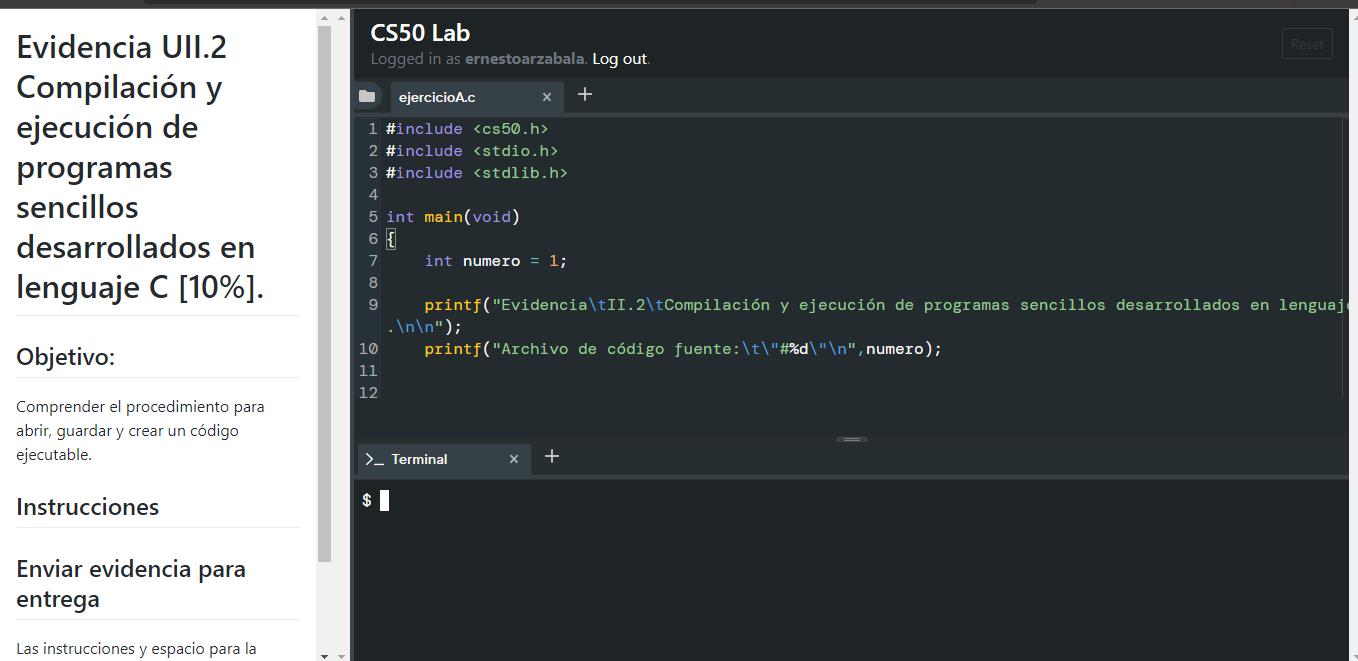 Evidencia UII.2
Compilación y
ejecución de
programas
sencillos
desarrollados en
lenguaje C [10%].
Objetivo:
Comprender el procedimiento para
abrir, guardar y crear un código
ejecutable.
Instrucciones
Enviar evidencia para
entrega
Las instrucciones y espacio para la
CS50 Lab
Logged in as ernestoarzabala. Log out.
Reset
ejercicioA.c × +
1 #include <cs50.h>
2 #include <stdio.h>
3 #include <stdlib.h>
4
5 int main(void)
6 {
7     int numero = 1;
8
9     printf("Evidencia\tII.2\tCompilación y ejecución de programas sencillos desarrollados en lenguaje
.\n\n");
10     printf("Archivo de código fuente:\t\"#%d\"\n",numero);
11
12
>_ Terminal × +
$